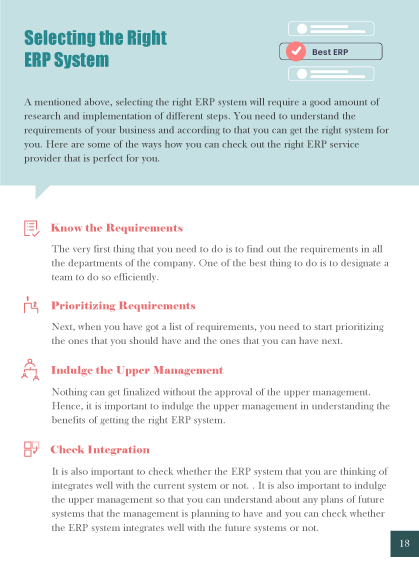 Selecting the Right
ERP System
Best ERP
A mentioned above, selecting the right ERP system will require a good amount of
research and implementation of different steps. You need to understand the
requirements of your business and according to that you can get the right system for
you. Here are some of the ways how you can check out the right ERP service
provider that is perfect for you.
Know the Requirements
The very first thing that you need to do is to find out the requirements in all
the departments of the company. One of the best thing to do is to designate a
team to do so efficiently.
Prioritizing Requirements
Next, when you have got a list of requirements, you need to start prioritizing
the ones that you should have and the ones that you can have next.
Indulge the Upper Management
Nothing can get finalized without the approval of the upper management.
Hence, it is important to indulge the upper management in understanding the
benefits of getting the right ERP system.
Check Integration
It is also important to check whether the ERP system that you are thinking of
integrates well with the current system or not. . It is also important to indulge
the upper management so that you can understand about any plans of future
systems that the management is planning to have and you can check whether
the ERP system integrates well with the future systems or not.
18